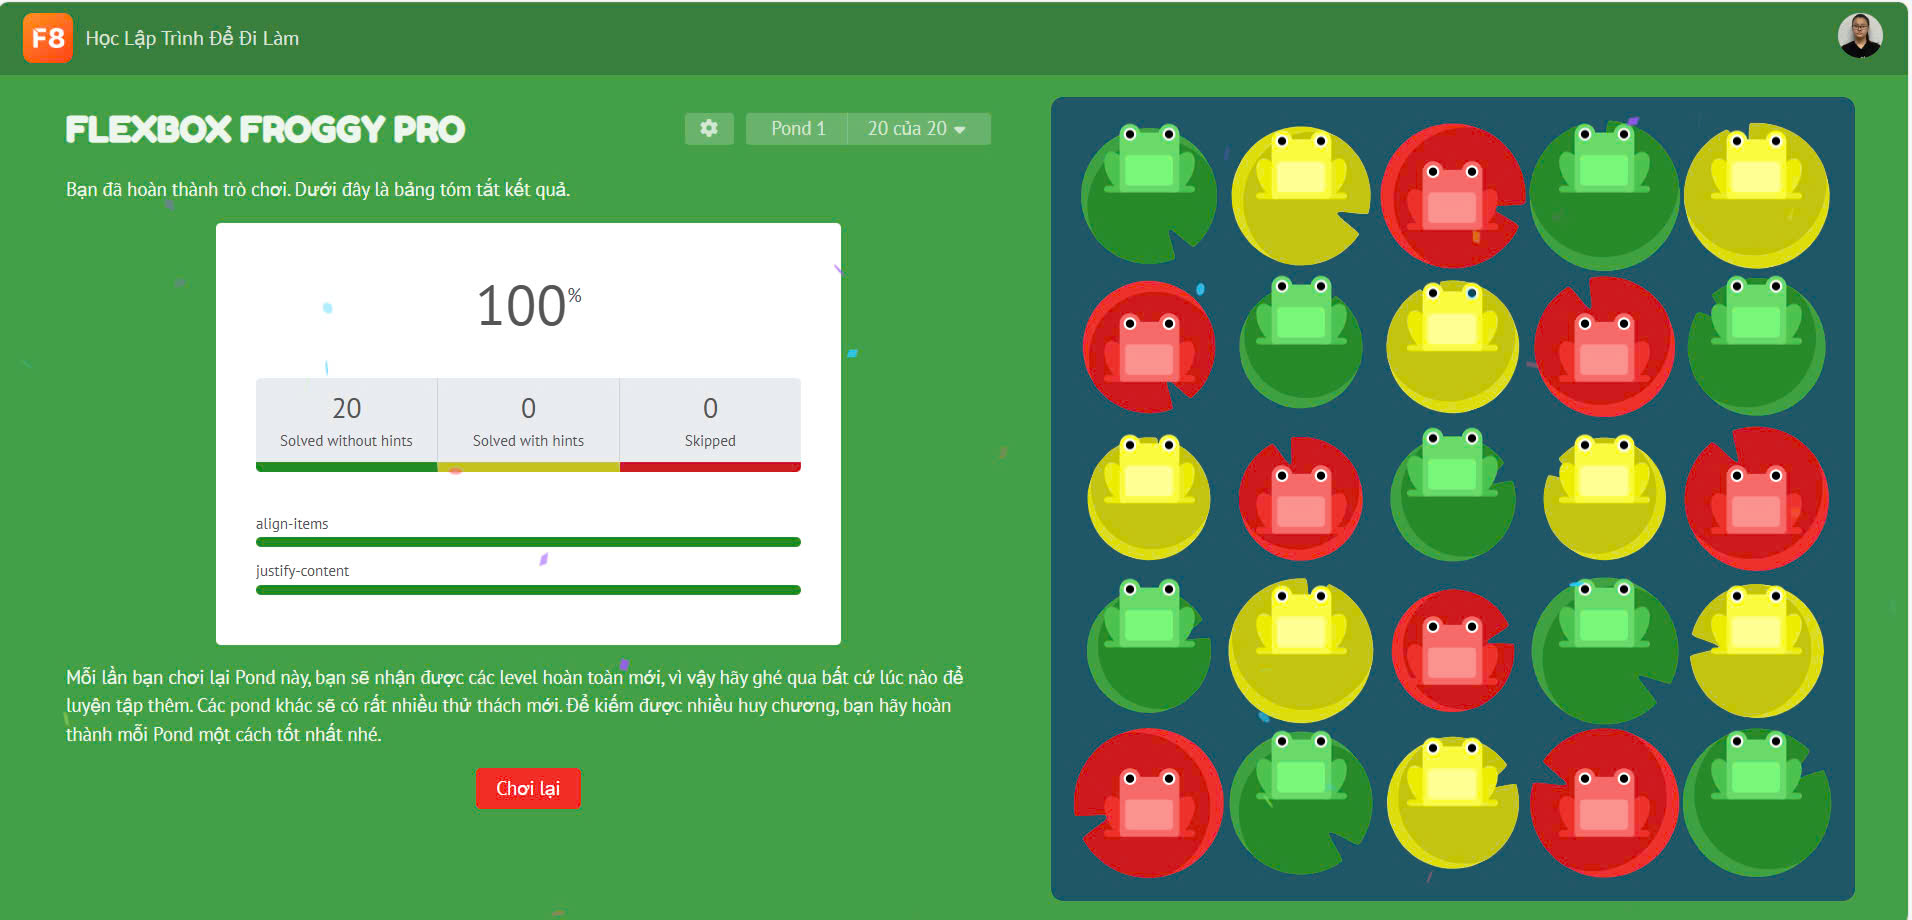 F8 Học Lập Trình Để Đi Làm
FLEXBOX FROGGY PRO
Pond 1
20 của 20
Bạn đã hoàn thành trò chơi. Dưới đây là bảng tóm tắt kết quả.
100%
20
0
0
Solved without hints
Solved with hints
Skipped
align-items
justify-content
Mỗi lần bạn chơi lại Pond này, bạn sẽ nhận được các level hoàn toàn mới, vì vậy hãy ghé qua bất cứ lúc nào để
luyện tập thêm. Các pond khác sẽ có rất nhiều thử thách mới. Để kiếm được nhiều huy chương, bạn hãy hoàn
thành mỗi Pond một cách tốt nhất nhé.
Chơi lại